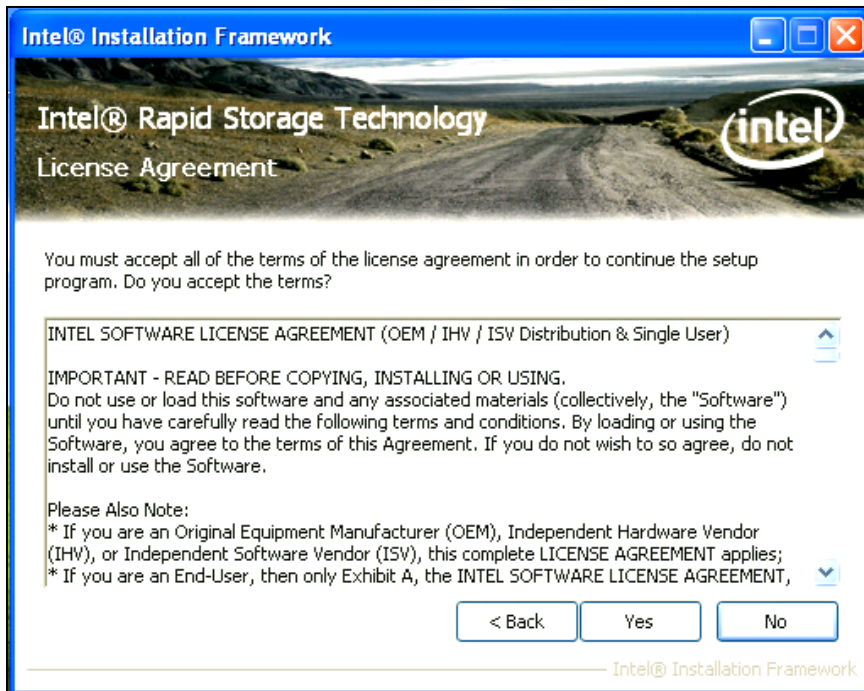 Intel® Installation Framework
Intel® Rapid Storage Technology
intel
License Agreement
You must accept all of the terms of the license agreement in order to continue the setup
program. Do you accept the terms?
INTEL SOFTWARE LICENSE AGREEMENT (OEM / IHV / ISV Distribution & Single User)
IMPORTANT - READ BEFORE COPYING, INSTALLING OR USING.
Do not use or load this software and any associated materials (collectively, the "Software")
until you have carefully read the following terms and conditions. By loading or using the
Software, you agree to the terms of this Agreement. If you do not wish to so agree, do not
install or use the Software.
Please Also Note:
* If you are an Original Equipment Manufacturer (OEM), Independent Hardware Vendor
(IHV), or Independent Software Vendor (ISV), this complete LICENSE AGREEMENT applies;
* If you are an End-User, then only Exhibit A, the INTEL SOFTWARE LICENSE AGREEMENT,
< Back
Yes
No
Intel® Installation Framework